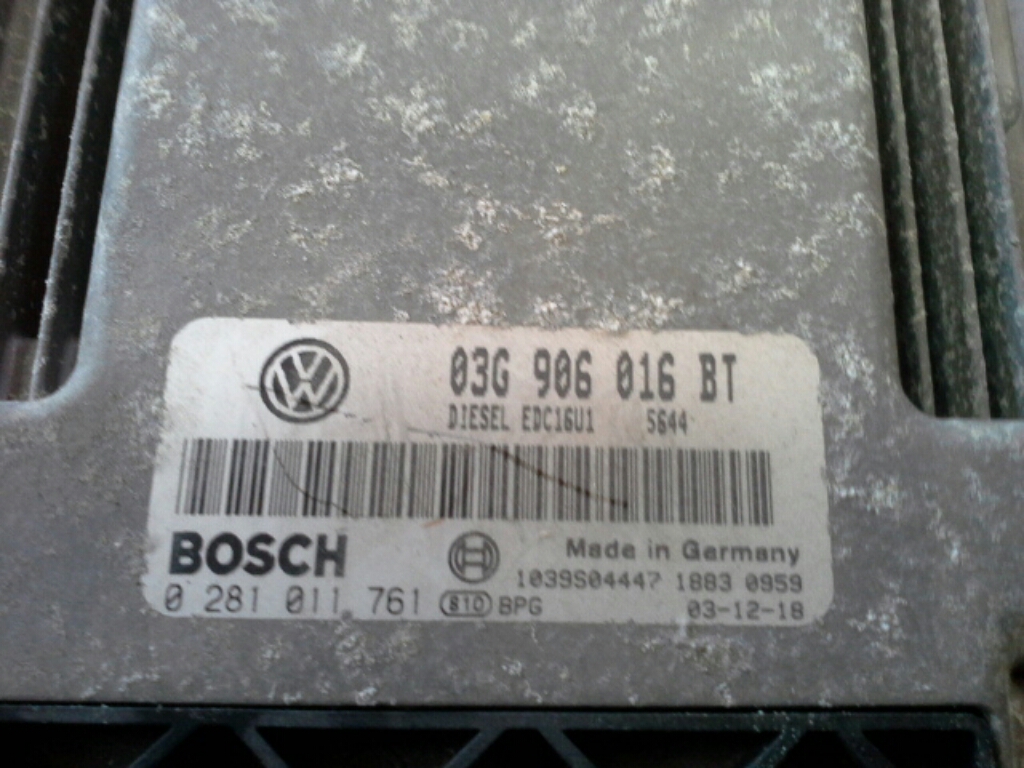 03G 906 016 BT
DIESEL EDC16U1 5644
BOSCH
Made in Germany
1039S04447 1883 0959
0 281 011 761 810 BPG 03-12-18